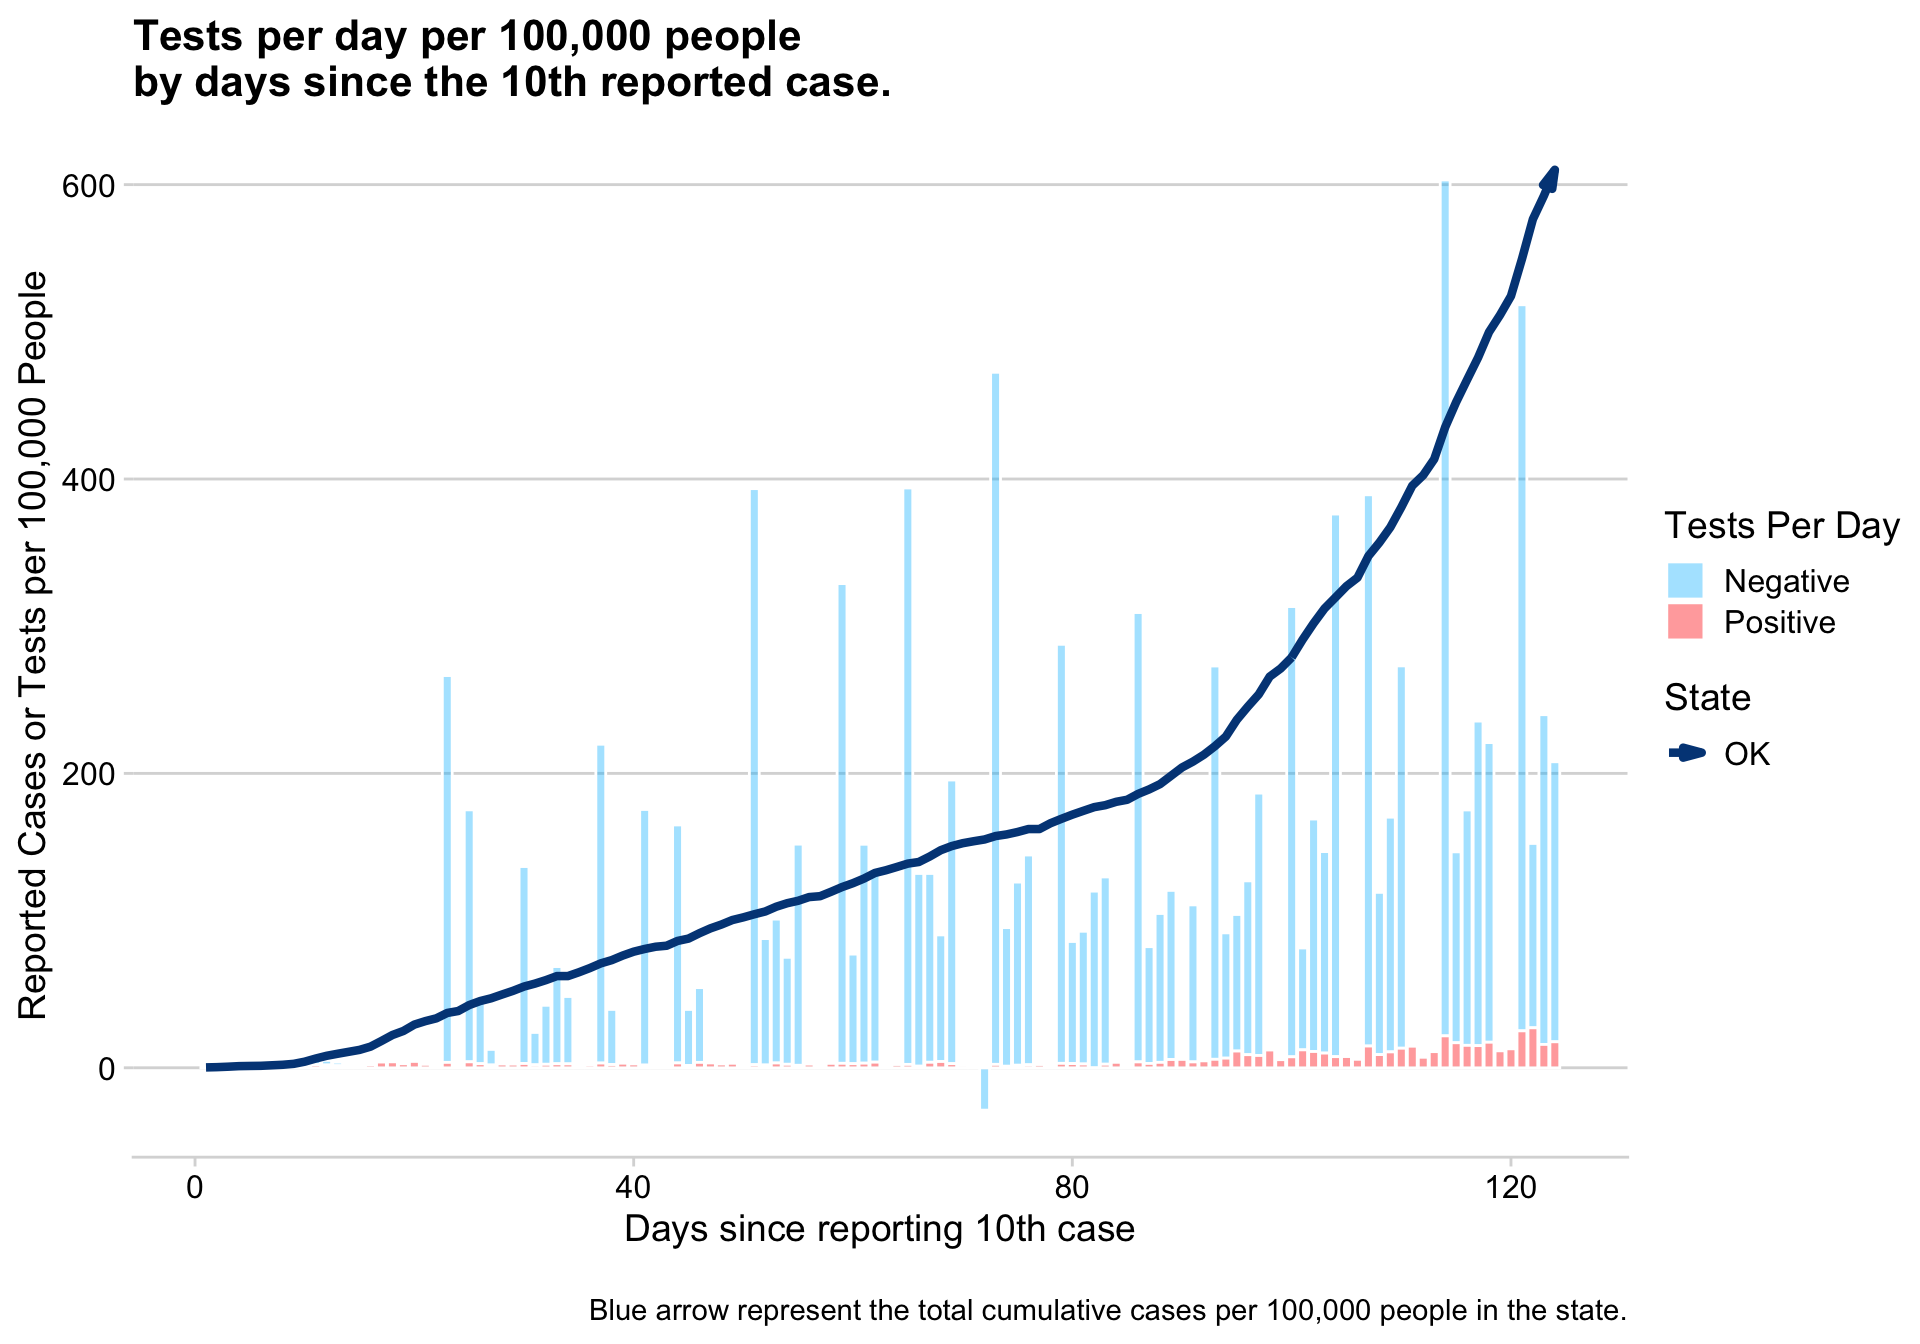 Tests per day per 100,000 people
by days since the 10th reported case.
Reported Cases or Tests per 100,000 People
600
400
200
0
0
40
80
120
Days since reporting 10th case
Tests Per Day
Negative
Positive
State
OK
Blue arrow represent the total cumulative cases per 100,000 people in the state.